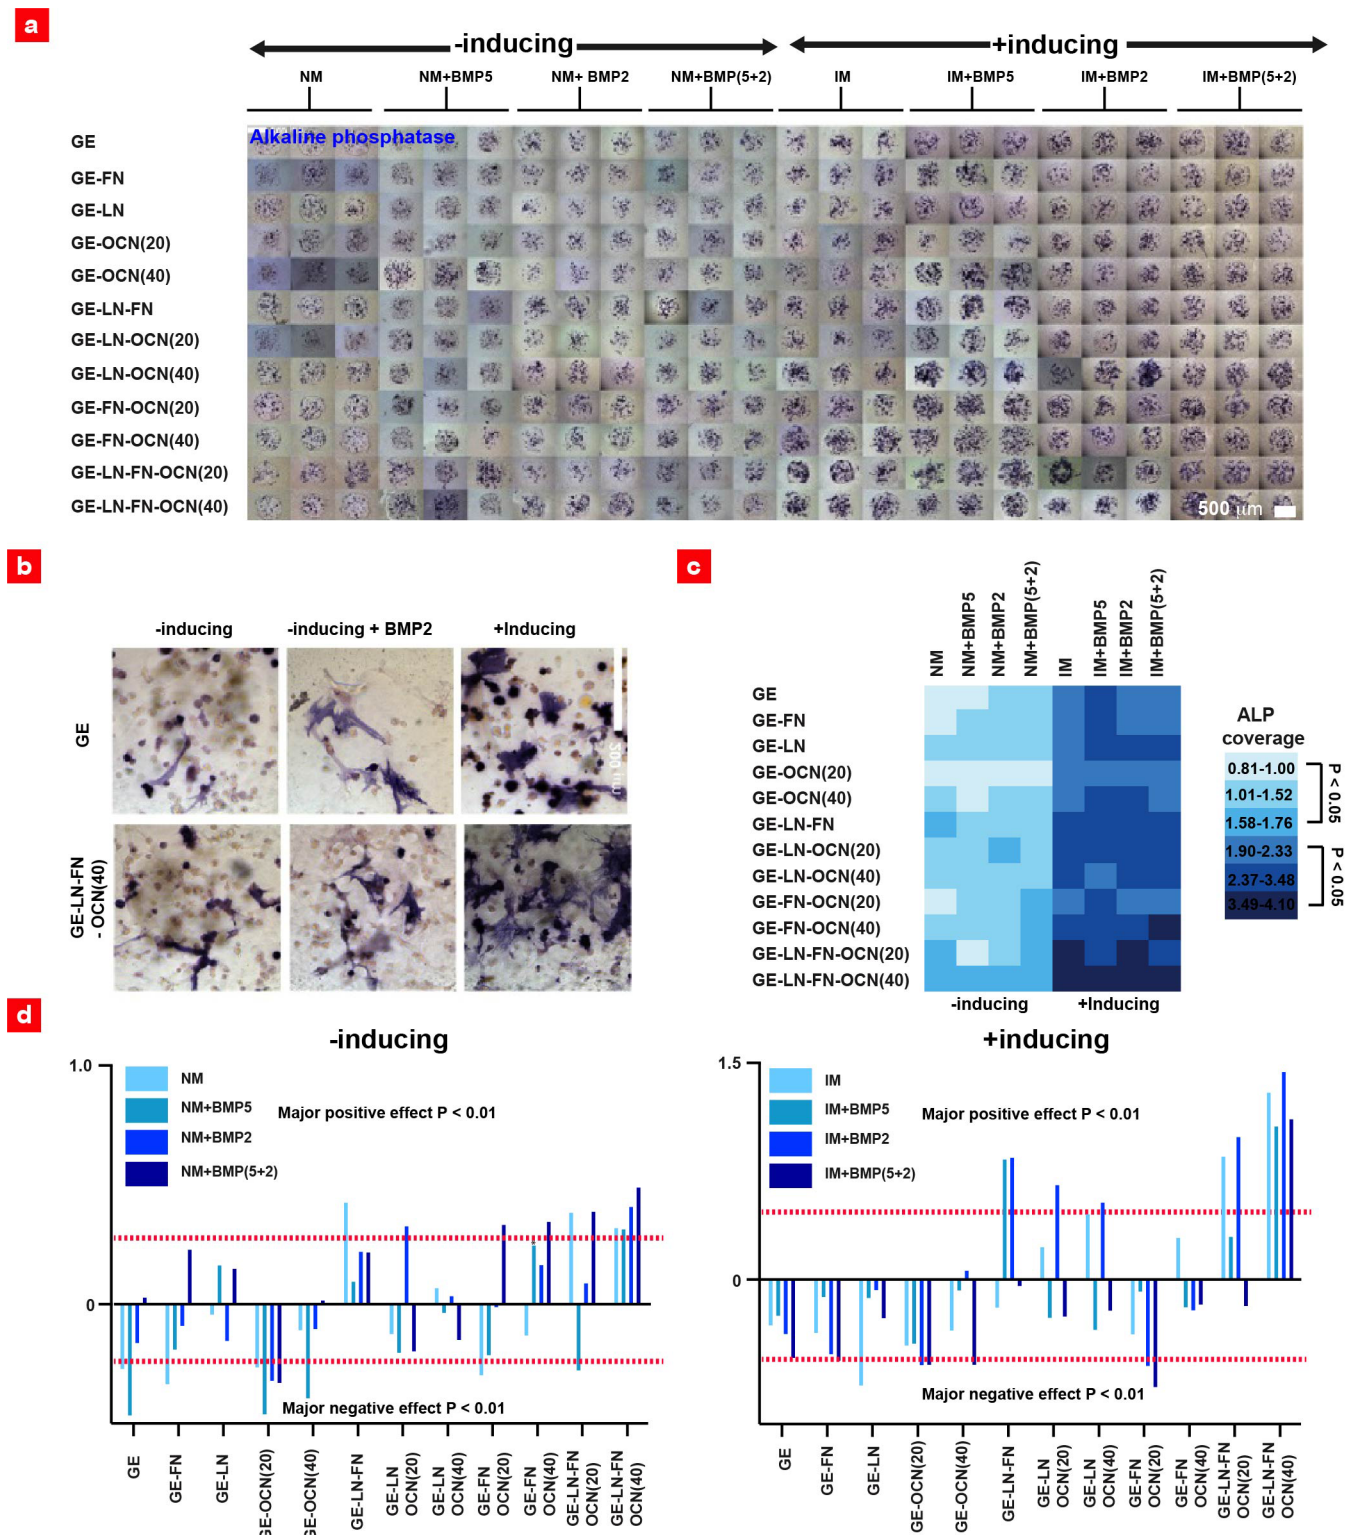 a
-inducing
+inducing
NM
NM+BMP5
NM+ BMP2
NM+BMP(5+2)
IM
IM+BMP5
IM+BMP2
IM+BMP(5+2)
Alkaline phosphatase
GE
GE-FN
GE-LN
GE-OCN(20)
GE-OCN(40)
GE-LN-FN
GE-LN-OCN(20)
GE-LN-OCN(40)
GE-FN-OCN(20)
GE-FN-OCN(40)
GE-LN-FN-OCN(20)
GE-LN-FN-OCN(40)
500 µm
b
-inducing
-inducing + BMP2
+Inducing
GE
200 µm
GE-LN-FN
- OCN(40)
c
NM
NM+BMP5
NM+BMP2
NM+BMP(5+2)
IM
IM+BMP5
IM+BMP2
IM+BMP(5+2)
GE
GE-FN
GE-LN
GE-OCN(20)
GE-OCN(40)
GE-LN-FN
GE-LN-OCN(20)
GE-LN-OCN(40)
GE-FN-OCN(20)
GE-FN-OCN(40)
GE-LN-FN-OCN(20)
GE-LN-FN-OCN(40)
-inducing
+Inducing
ALP
coverage
0.81-1.00
1.01-1.52
1.58-1.76
1.90-2.33
2.37-3.48
3.49-4.10
P < 0.05
P < 0.05
d
-inducing
1.0
0
NM
NM+BMP5
NM+BMP2
NM+BMP(5+2)
Major positive effect P < 0.01
Major negative effect P < 0.01
GE
GE-FN
GE-LN
GE-OCN(20)
GE-OCN(40)
GE-LN-FN
GE-LN
OCN(20)
GE-LN
OCN(40)
GE-FN
OCN(20)
GE-FN
OCN(40)
GE-LN-FN
OCN(20)
GE-LN-FN
OCN(40)
+inducing
1.5
0
IM
IM+BMP5
IM+BMP2
IM+BMP(5+2)
Major positive effect P < 0.01
Major negative effect P < 0.01
GE
GE-FN
GE-LN
GE-OCN(20)
GE-OCN(40)
GE-LN-FN
GE-LN
OCN(20)
GE-LN
OCN(40)
GE-FN
OCN(20)
GE-FN
OCN(40)
GE-LN-FN
OCN(20)
GE-LN-FN
OCN(40)